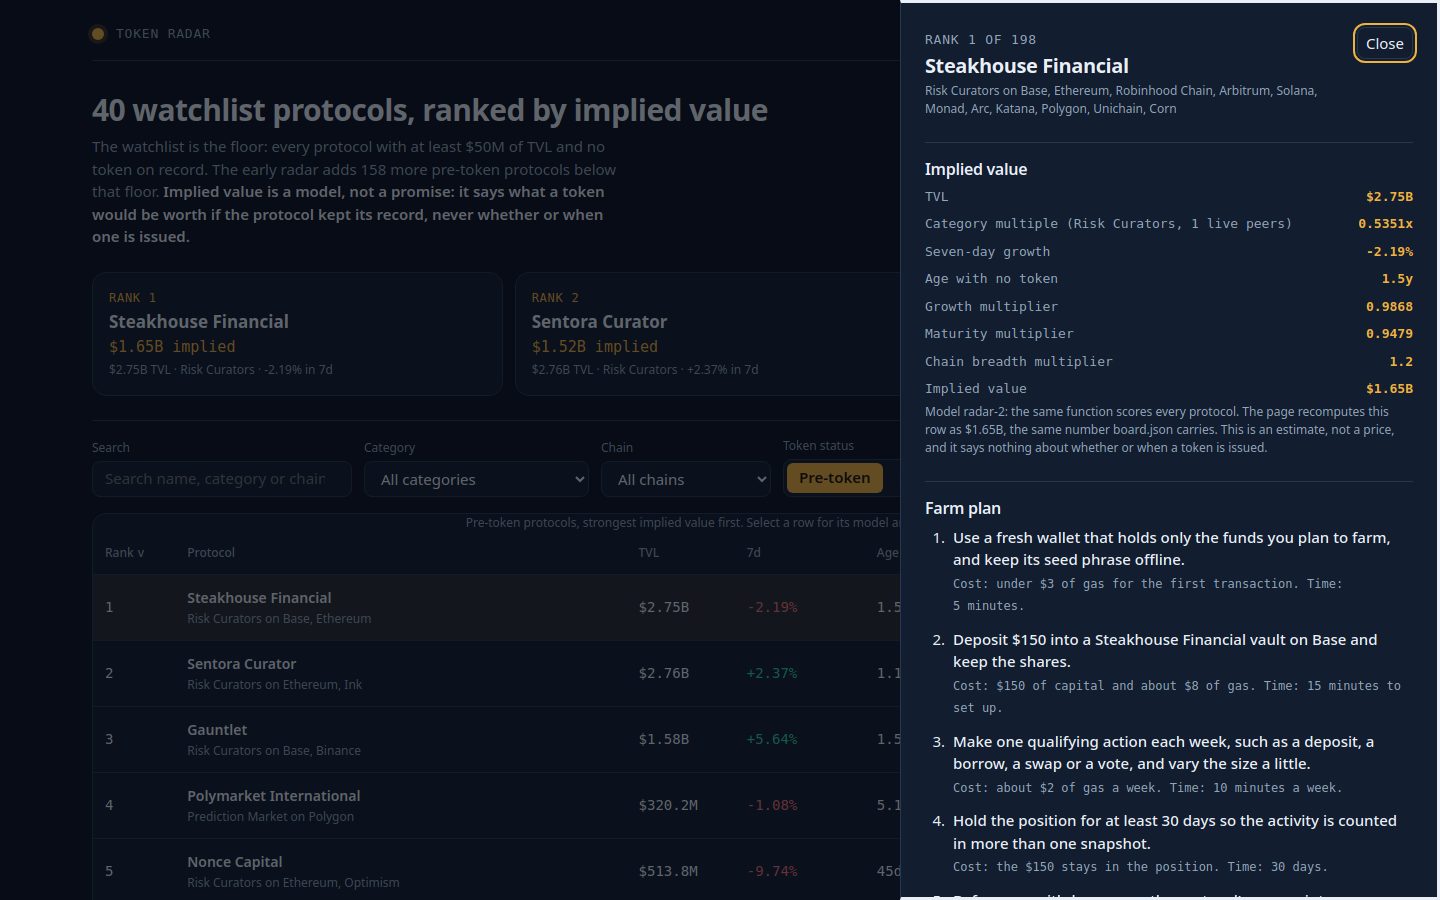 TOKEN RADAR
40 watchlist protocols, ranked by implied value
The watchlist is the floor: every protocol with at least $50M of TVL and no
token on record. The early radar adds 158 more pre-token protocols below
that floor. Implied value is a model, not a promise: it says what a token
would be worth if the protocol kept its record, never whether or when
one is issued.
RANK 1
Steakhouse Financial
$1.65B implied
$2.75B TVL · Risk Curators · -2.19% in 7d
RANK 2
Sentora Curator
$1.52B implied
$2.76B TVL · Risk Curators · +2.37% in 7d
Search
Category
Chain
Token status
Search name, category or chain
All categories
All chains
Pre-token
Pre-token protocols, strongest implied value first. Select a row for its model a
Rank v
Protocol
TVL
7d
Age
1
Steakhouse Financial
Risk Curators on Base, Ethereum
$2.75B
-2.19%
1.5
2
Sentora Curator
Risk Curators on Ethereum, Ink
$2.76B
+2.37%
1.1
3
Gauntlet
Risk Curators on Base, Binance
$1.58B
+5.64%
1.5
4
Polymarket International
Prediction Market on Polygon
$320.2M
-1.08%
5.1
5
Nonce Capital
Risk Curators on Ethereum, Optimism
$513.8M
-9.74%
45d
RANK 1 OF 198
Close
Steakhouse Financial
Risk Curators on Base, Ethereum, Robinhood Chain, Arbitrum, Solana,
Monad, Arc, Katana, Polygon, Unichain, Corn
Implied value
TVL $2.75B
Category multiple (Risk Curators, 1 live peers) 0.5351x
Seven-day growth -2.19%
Age with no token 1.5y
Growth multiplier 0.9868
Maturity multiplier 0.9479
Chain breadth multiplier 1.2
Implied value $1.65B
Model radar-2: the same function scores every protocol. The page recomputes this
row as $1.65B, the same number board.json carries. This is an estimate, not a price,
and it says nothing about whether or when a token is issued.
Farm plan
1. Use a fresh wallet that holds only the funds you plan to farm,
and keep its seed phrase offline.
Cost: under $3 of gas for the first transaction. Time:
5 minutes.
2. Deposit $150 into a Steakhouse Financial vault on Base and
keep the shares.
Cost: $150 of capital and about $8 of gas. Time: 15 minutes to
set up.
3. Make one qualifying action each week, such as a deposit, a
borrow, a swap or a vote, and vary the size a little.
Cost: about $2 of gas a week. Time: 10 minutes a week.
4. Hold the position for at least 30 days so the activity is counted
in more than one snapshot.
Cost: the $150 stays in the position. Time: 30 days.